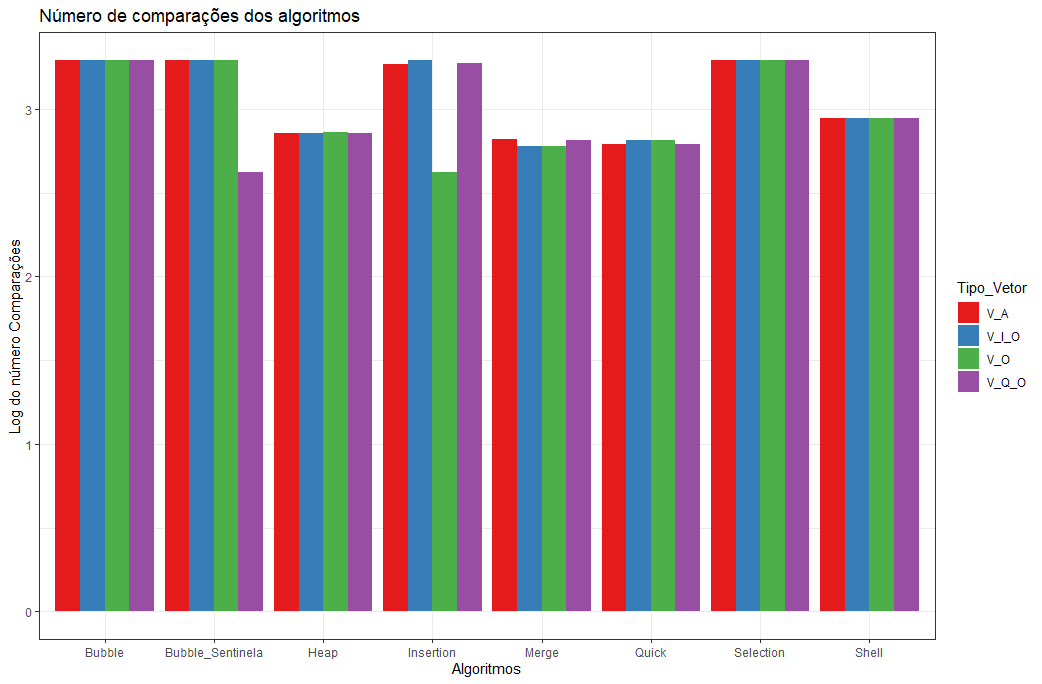 Número de comparações dos algoritmos
Log do número Comparações
3
2
1
0
Bubble Bubble_Sentinela Heap Insertion Merge Quick Selection Shell
Algoritmos
Tipo_Vetor
V_A
V_I_O
V_O
V_Q_O